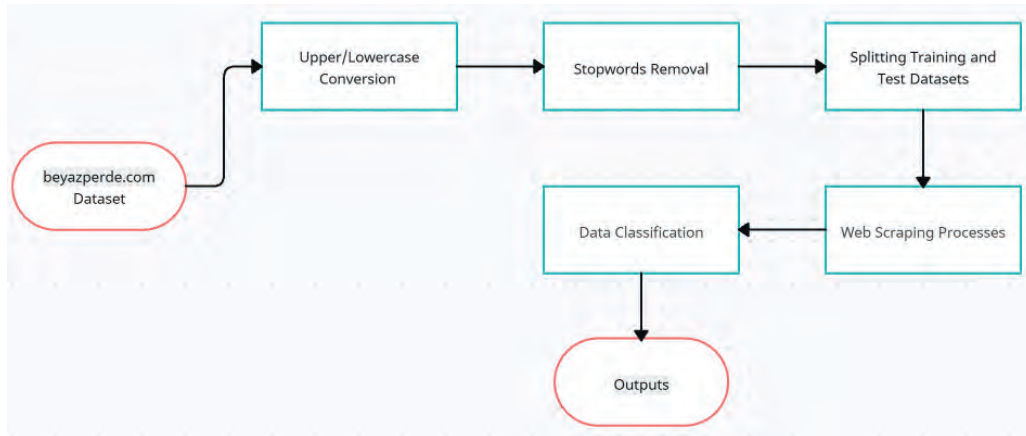 Upper/Lowercase
Conversion
Stopwords Removal
Splitting Training and
Test Datasets
beyazperde.com
Dataset
Data Classification
Web Scraping Processes
Outputs